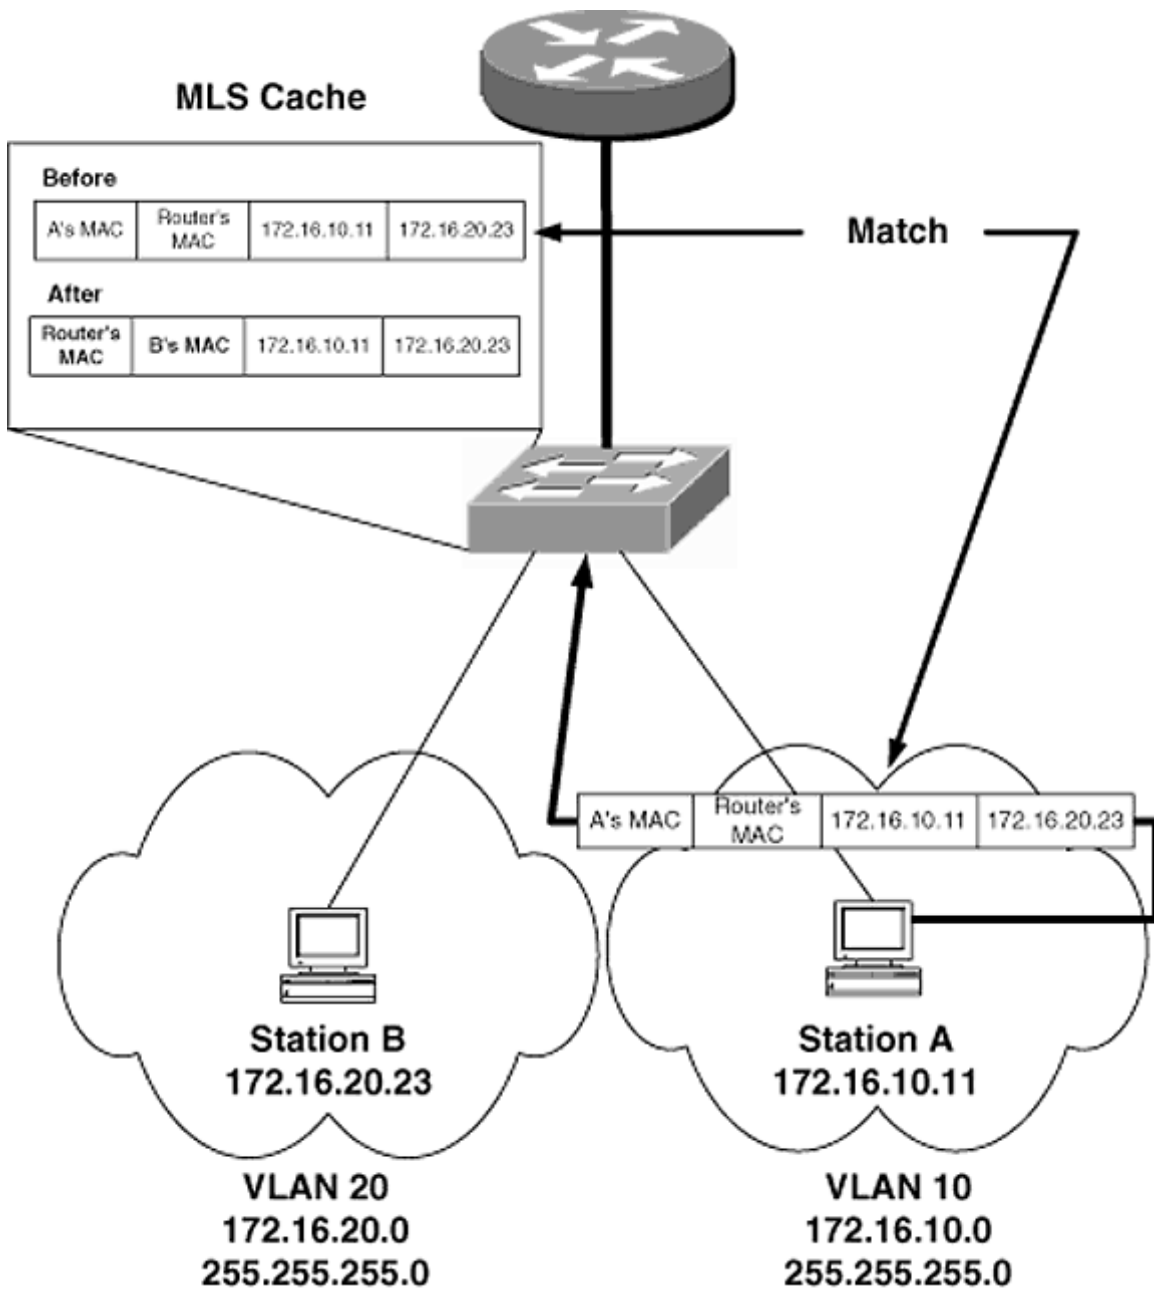 MLS Cache
Before
A's MAC
Router's
MAC
172.16.10.11
172.16.20.23
Match
After
Router's
MAC
B's MAC
172.16.10.11
172.16.20.23
A's MAC
Router's
MAC
172.16.10.11
172.16.20.23
Station B
172.16.20.23
Station A
172.16.10.11
VLAN 20
172.16.20.0
255.255.255.0
VLAN 10
172.16.10.0
255.255.255.0